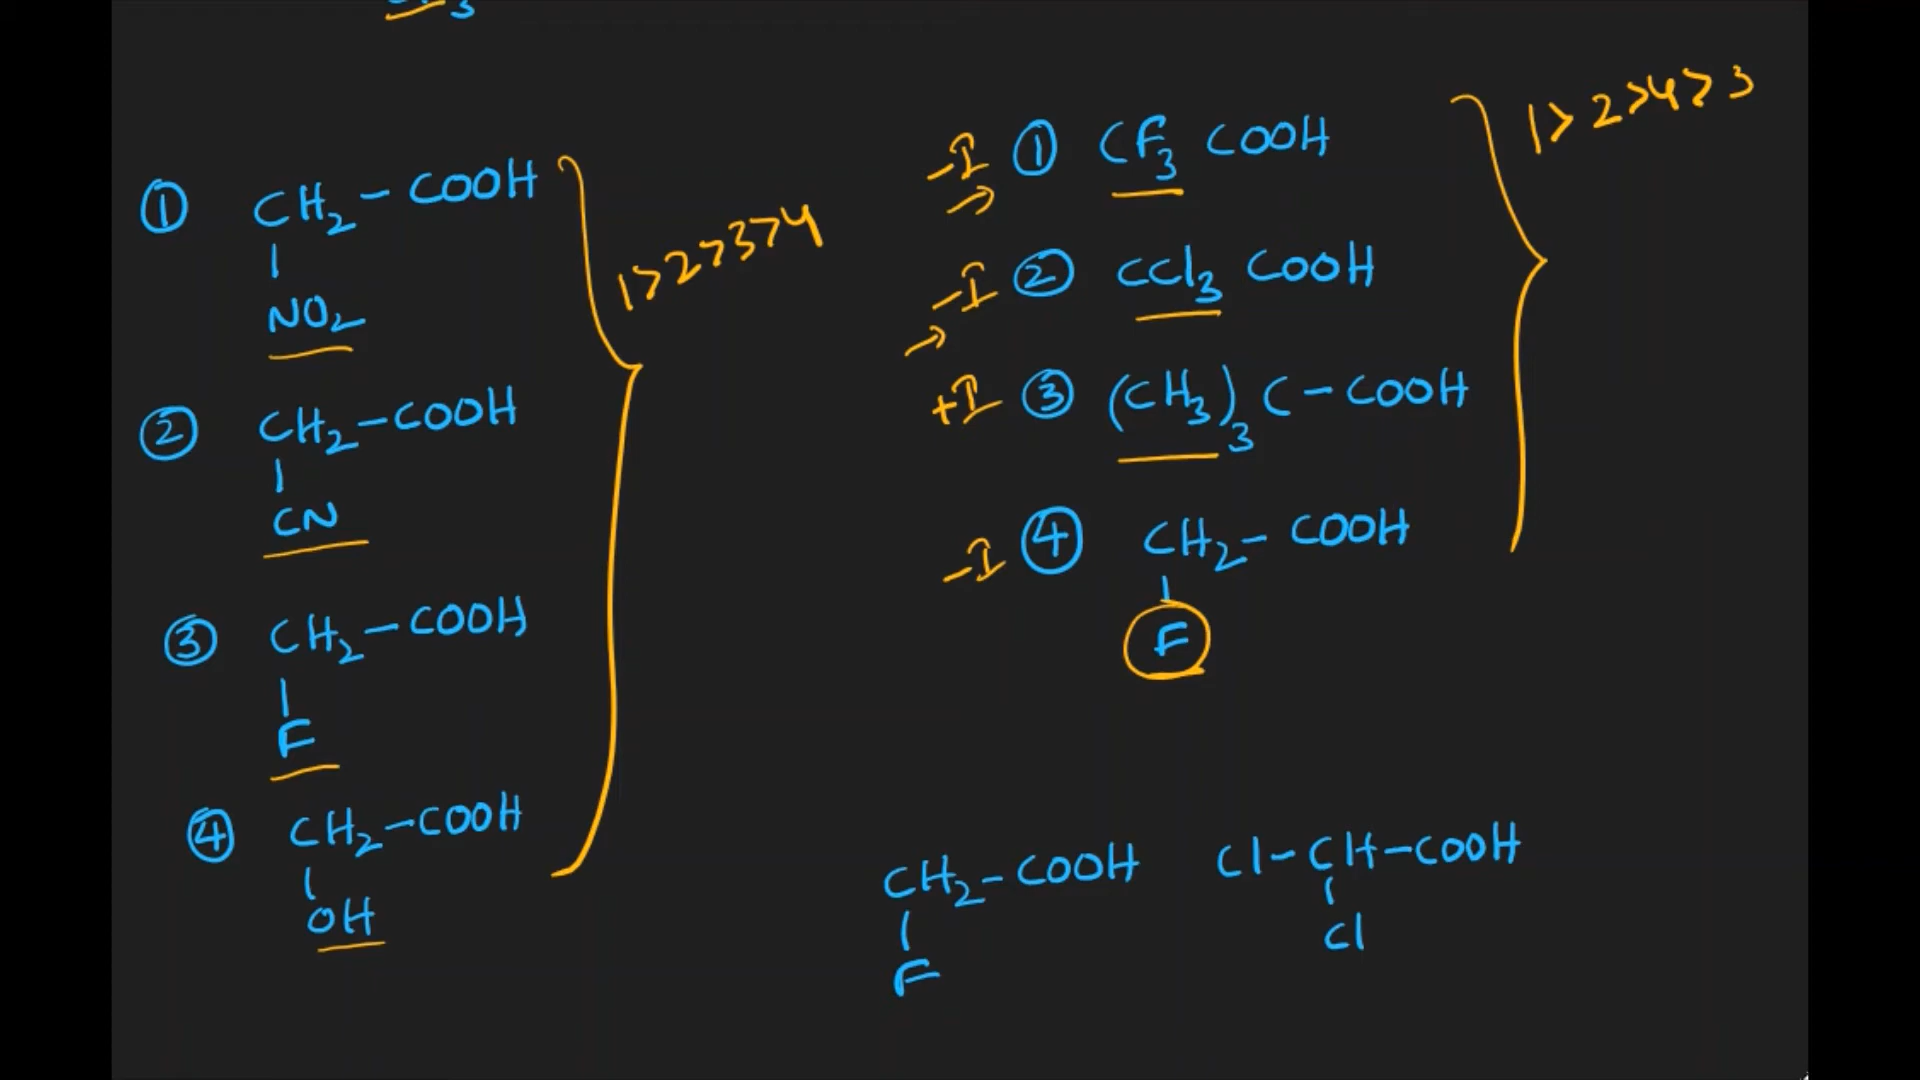 3
① CH2-COOH
NO2
② CH2-COOH
CN
③ CH2-COOH
F
④ CH2-COOH
OH
1>2>3>4
-I ① CF3 COOH
-I ② CCl3 COOH
+I ③ (CH3)3 C-COOH
-I ④ CH2-COOH
F
1>2>4>3
CH2-COOH
F
Cl-CH-COOH
Cl